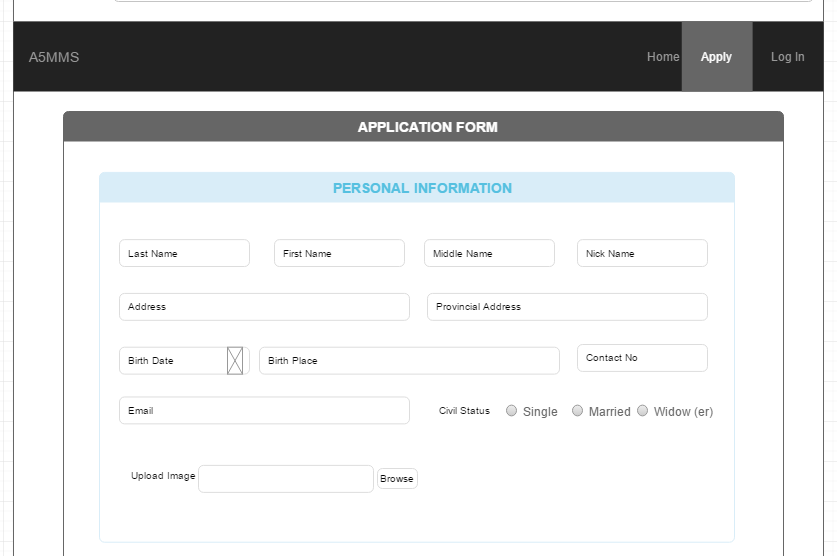 A5MMS Home Apply Log In
APPLICATION FORM
PERSONAL INFORMATION
Last Name First Name Middle Name Nick Name
Address Provincial Address
Birth Date Birth Place Contact No
Email Civil Status Single Married Widow (er)
Upload Image Browse